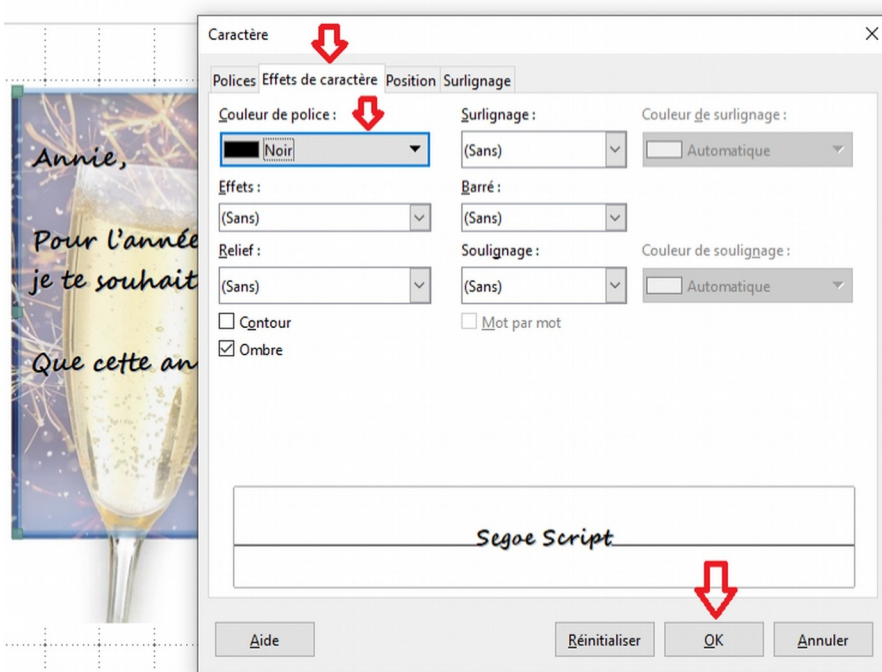 Caractère
Polices Effets de caractère Position Surlignage
Couleur de police : Surlignage : Couleur de surlignage :
Noir (Sans) Automatique
Effets : Barré :
(Sans) (Sans)
Relief : Soulignage : Couleur de soulignage :
(Sans) (Sans) Automatique
Contour Mot par mot
Ombre
Segoe Script
Aide Réinitialiser OK Annuler
Annie,
Pour l'année
je te souhait
Que cette an